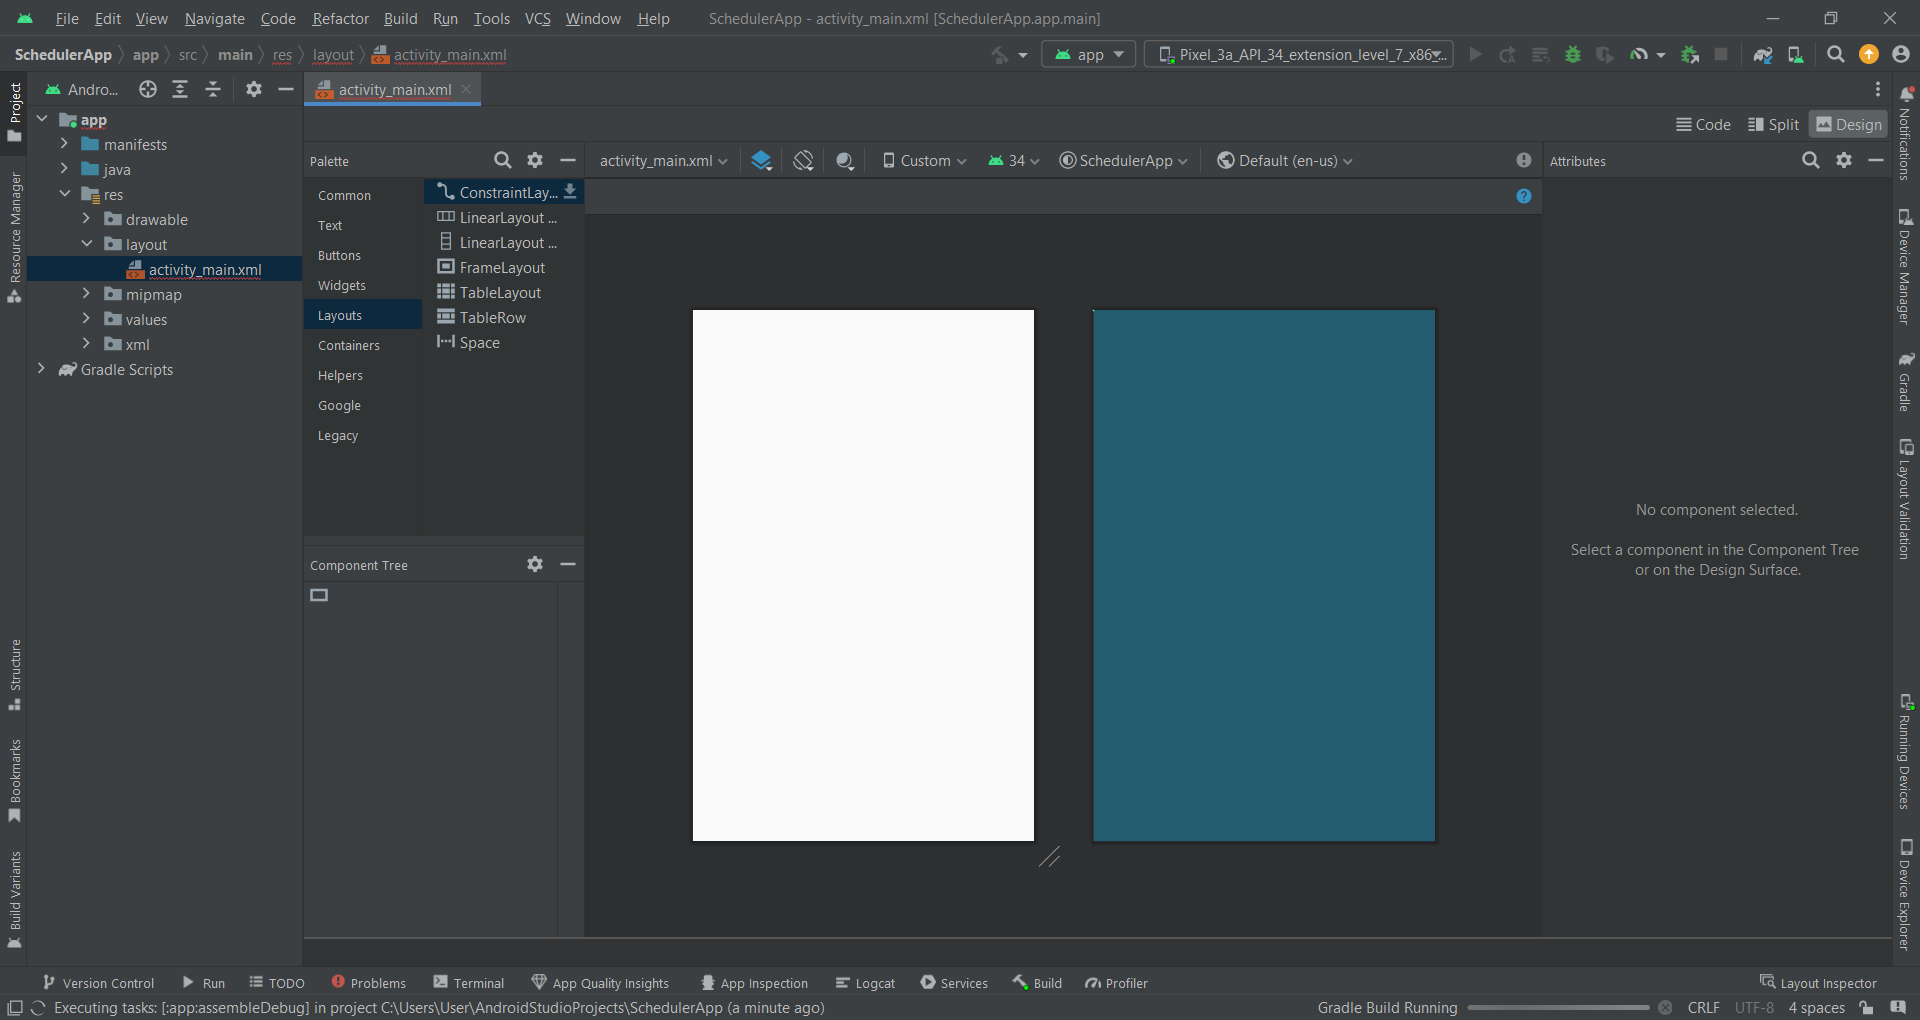 File Edit View Navigate Code Refactor Build Run Tools VCS Window Help SchedulerApp - activity_main.xml [SchedulerApp.app.main]
SchedulerApp app src main res layout activity_main.xml app Pixel_3a_API_34_extension_level_7_x86...
Andro... activity_main.xml
Project
Resource Manager
Structure
Bookmarks
Build Variants
app
manifests
java
res
drawable
layout
activity_main.xml
mipmap
values
xml
Gradle Scripts
Code Split Design
Palette
Common
Text
Buttons
Widgets
Layouts
Containers
Helpers
Google
Legacy
ConstraintLay...
LinearLayout ...
LinearLayout ...
FrameLayout
TableLayout
TableRow
Space
Component Tree
activity_main.xml Custom 34 SchedulerApp Default (en-us)
Attributes
No component selected.
Select a component in the Component Tree
or on the Design Surface.
Notifications
Device Manager
Gradle
Layout Validation
Running Devices
Device Explorer
Version Control Run TODO Problems Terminal App Quality Insights App Inspection Logcat Services Build Profiler Layout Inspector
Executing tasks: [:app:assembleDebug] in project C:\Users\User\AndroidStudioProjects\SchedulerApp (a minute ago) Gradle Build Running CRLF UTF-8 4 spaces